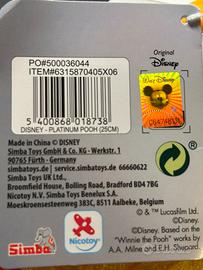 PO#500036044
ITEM#6315870405X06
Original
Disney
WALT DISNEY
5 400868 018738
DISNEY - PLATINUM POOH (25CM)
Made in China © DISNEY
Simba Toys GmbH & Co. KG - Werkstr. 1
90765 Fürth - Germany
simbatoys.de service.de 66660622
Simba Toys UK Ltd.,
Broomfield House, Bolling Road, Bradford BD4 7BG
Nicotoy N.V. Simba Toys Benelux S.A.
Moeskroensesteenweg 383C, 8511 Aalbeke, Belgium
Simba
Nicotoy
© & ™ Lucasfilm Ltd.
©Disney.
©Disney. Based on the
"Winnie the Pooh" works by
A.A. Milne and E.H. Shepard.